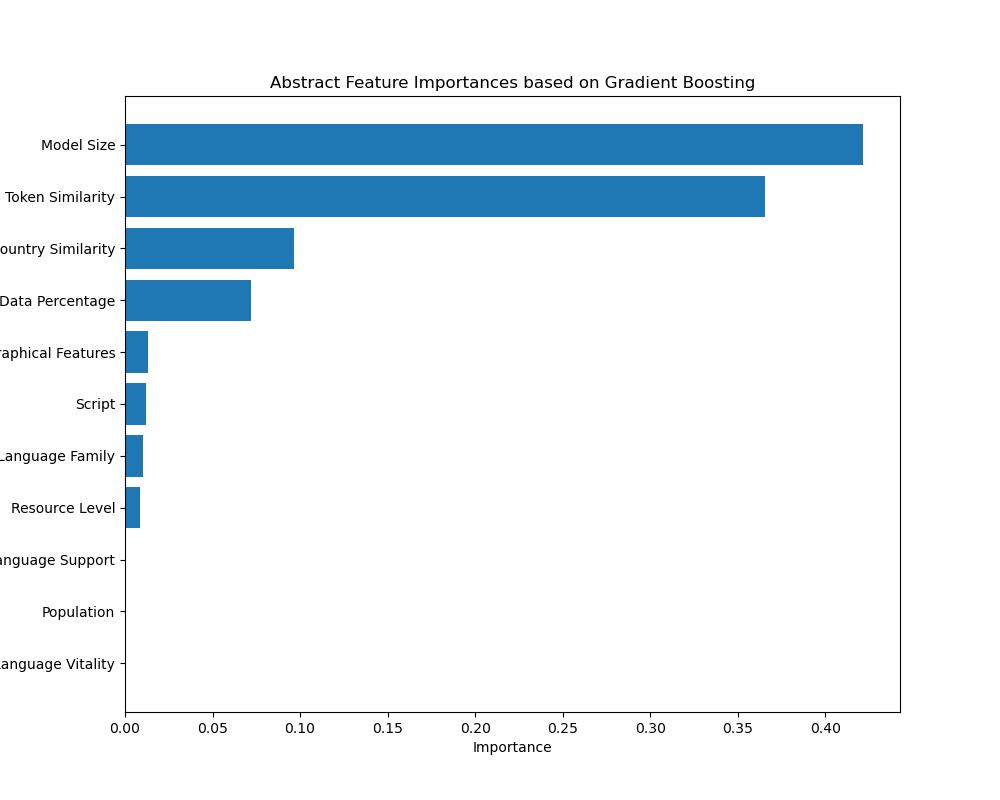 Abstract Feature Importances based on Gradient Boosting
Model Size
Token Similarity
ountry Similarity
Data Percentage
raphical Features
Script
Language Family
Resource Level
anguage Support
Population
Language Vitality
0.00 0.05 0.10 0.15 0.20 0.25 0.30 0.35 0.40
Importance